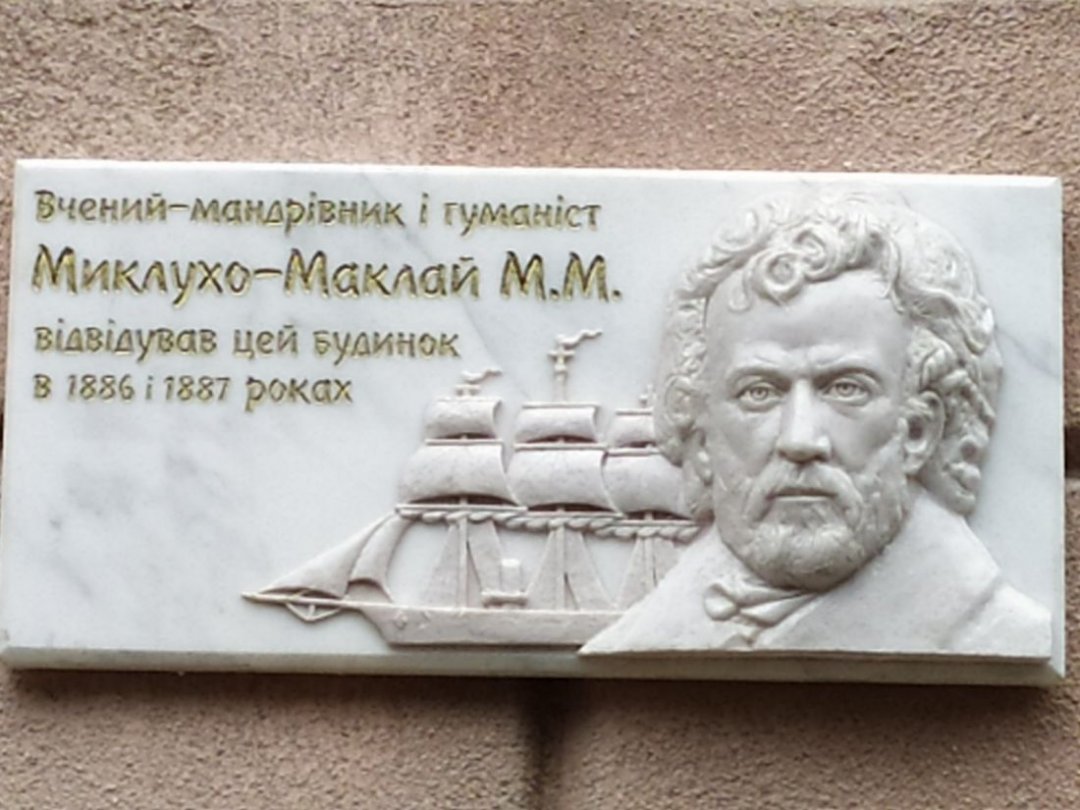 Вчений-мандрівник і гуманіст
Миклухо-Маклай М.М.
відвідував цей будинок
в 1886 і 1887 роках